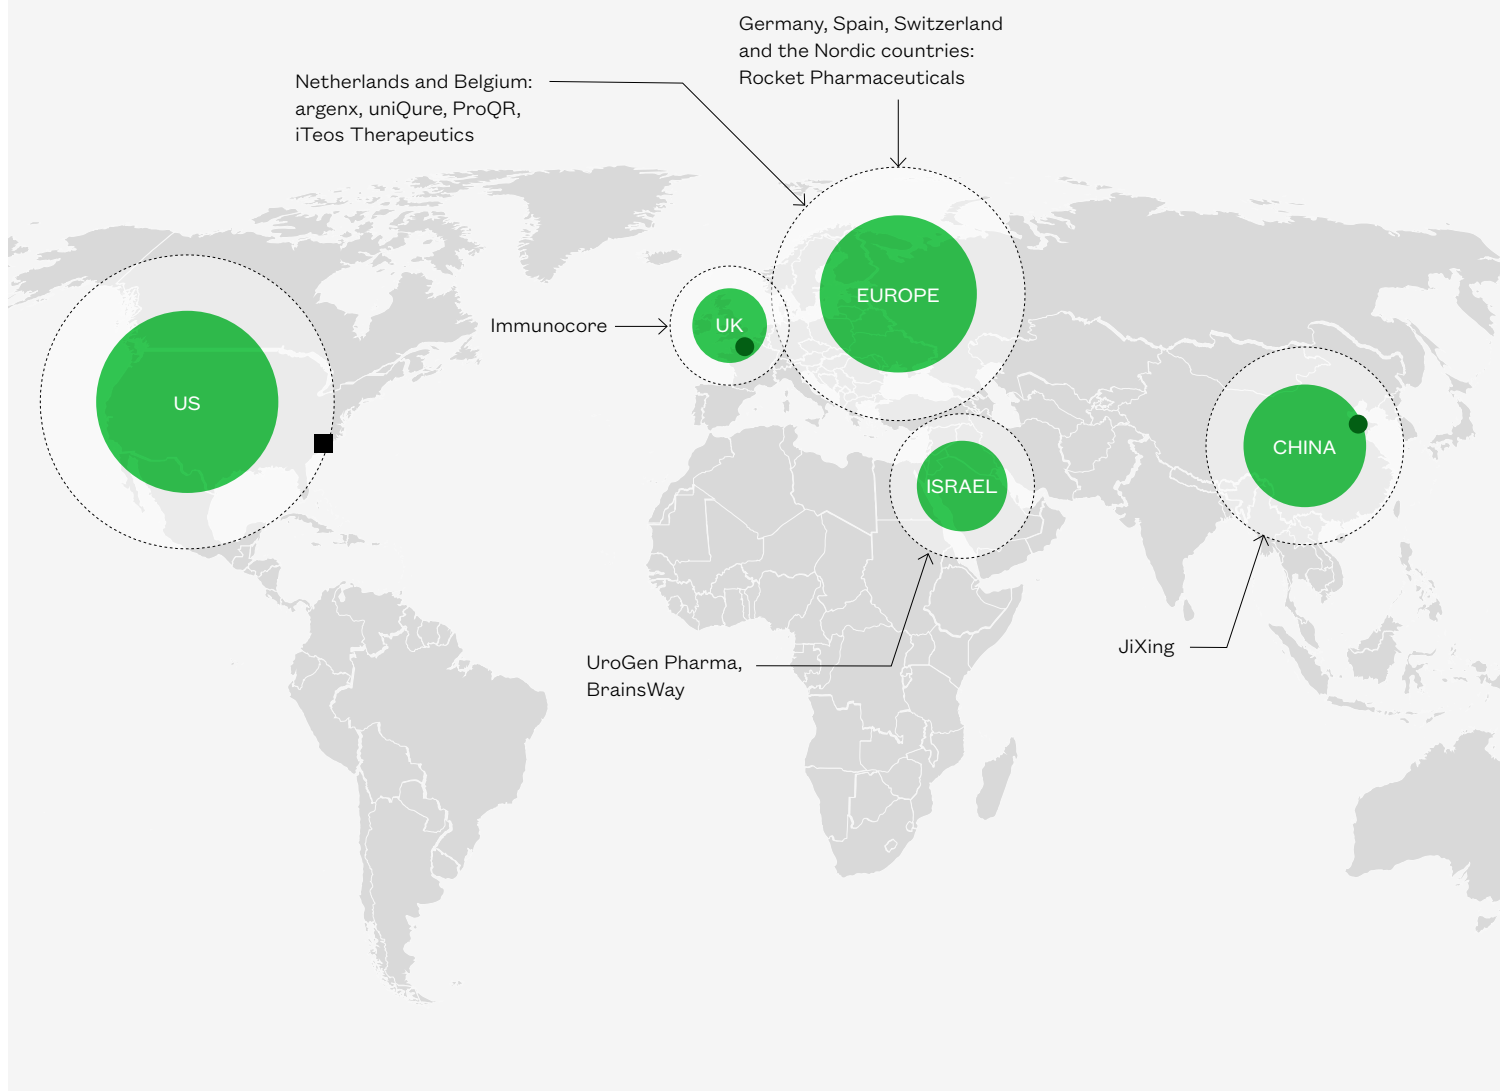 Germany, Spain, Switzerland
and the Nordic countries:
Rocket Pharmaceuticals
Netherlands and Belgium:
argenx, uniQure, ProQR,
iTeos Therapeutics
EUROPE
Immunocore
UK
US
CHINA
ISRAEL
UroGen Pharma,
BrainsWay
JiXing